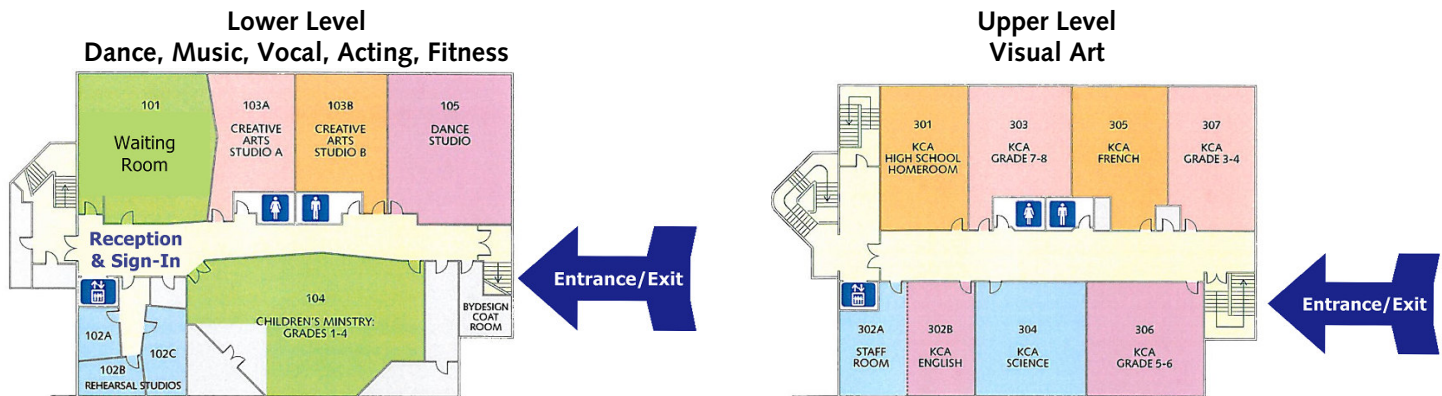 Lower Level
Dance, Music, Vocal, Acting, Fitness
101
Waiting
Room
103A
CREATIVE
ARTS
STUDIO A
103B
CREATIVE
ARTS
STUDIO B
105
DANCE
STUDIO
Reception
& Sign-In
104
CHILDREN'S MINSTRY:
GRADES 1-4
BYDESIGN
COAT
ROOM
102A
102C
102B
REHEARSAL STUDIOS
Entrance/Exit
Upper Level
Visual Art
301
KCA
HIGH SCHOOL
HOMEROOM
303
KCA
GRADE 7-8
305
KCA
FRENCH
307
KCA
GRADE 3-4
302A
STAFF
ROOM
302B
KCA
ENGLISH
304
KCA
SCIENCE
306
KCA
GRADE 5-6
Entrance/Exit